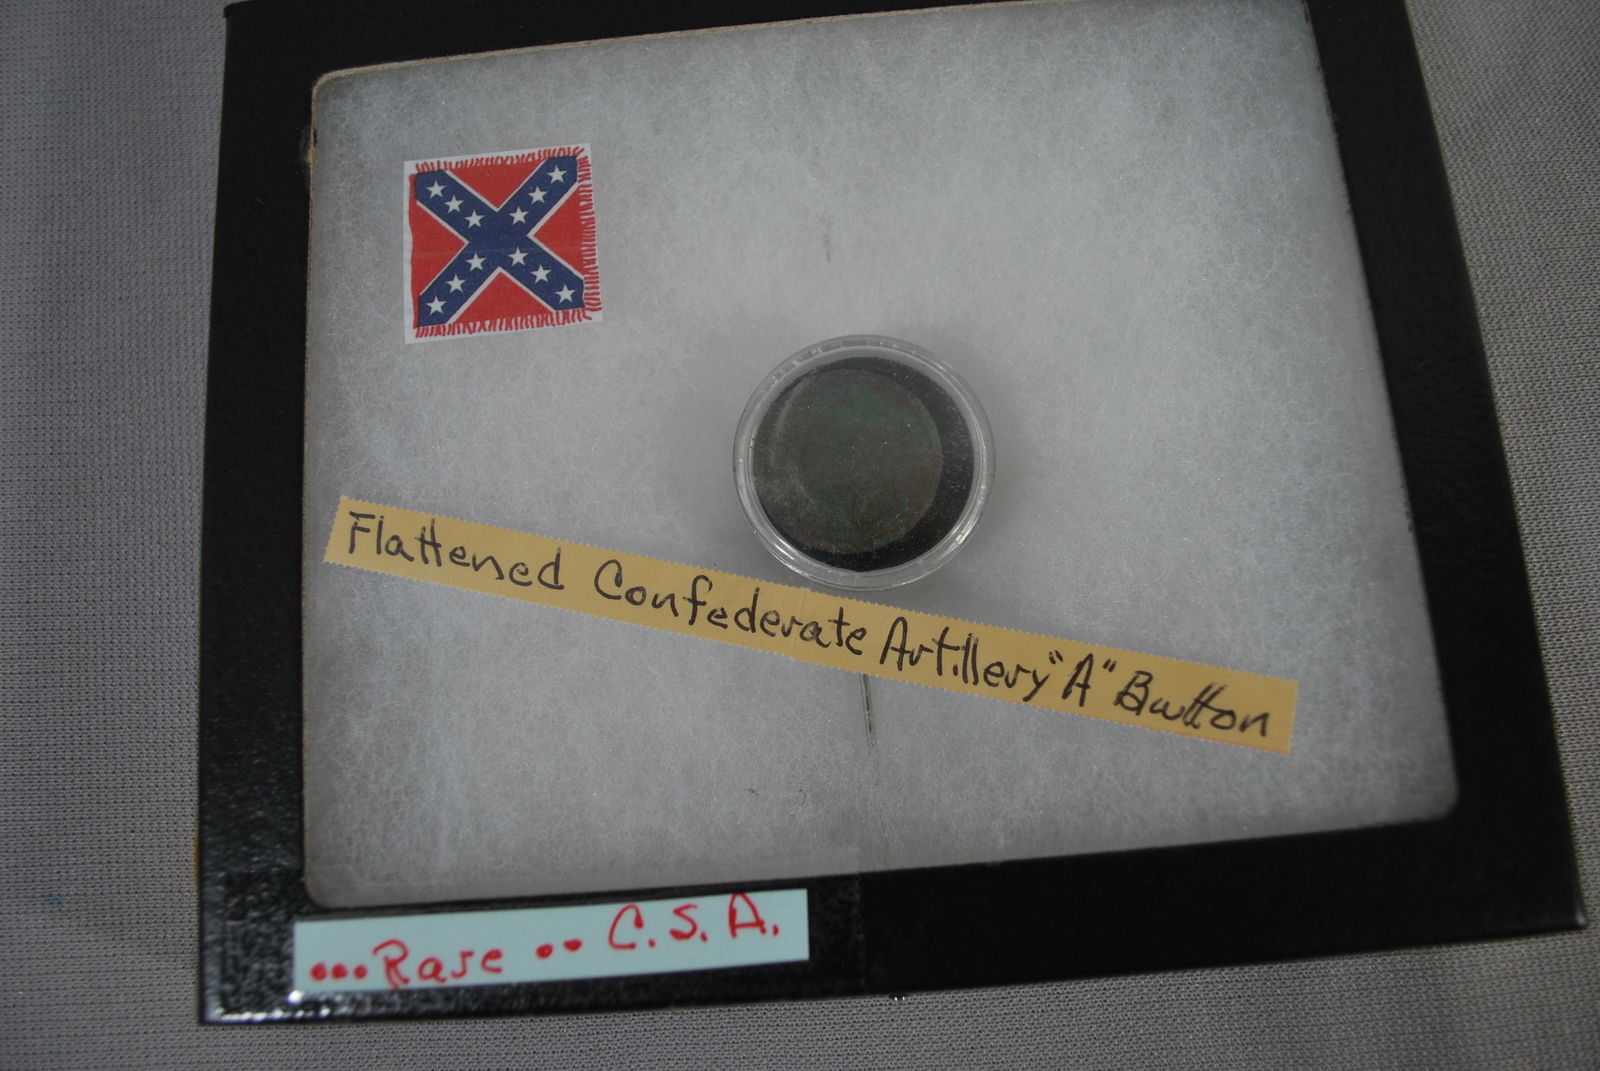 Flattened Confederate Artillery "A" Button
...Rare .. C.S.A.